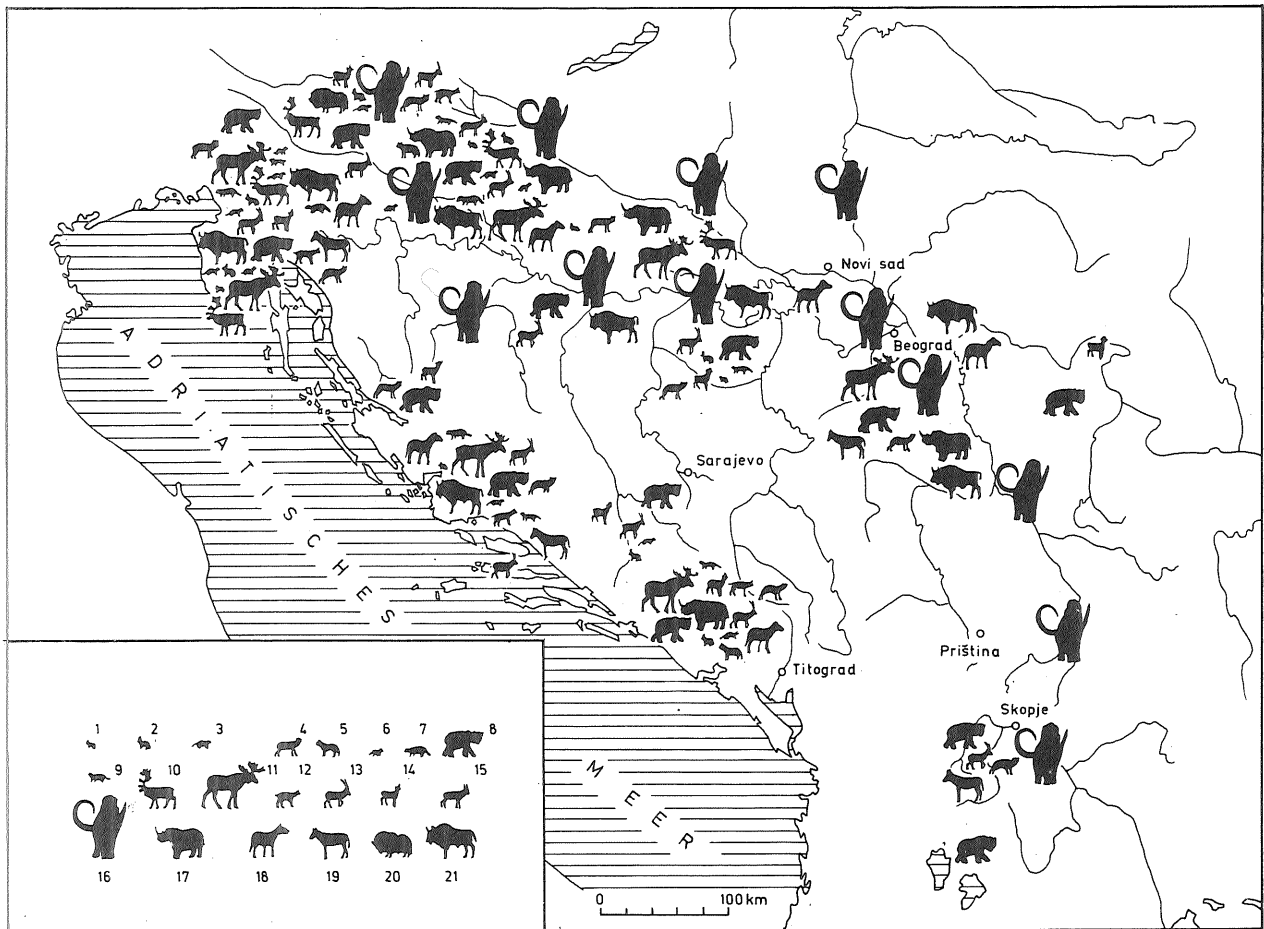 Novi sad
Beograd
Sarajevo
Priština
Titograd
Skopje
ADRIATISCHES
MEER
1 2 3 4 5 6 7 8
9 10 11 12 13 14 15
16 17 18 19 20 21
0 100 km